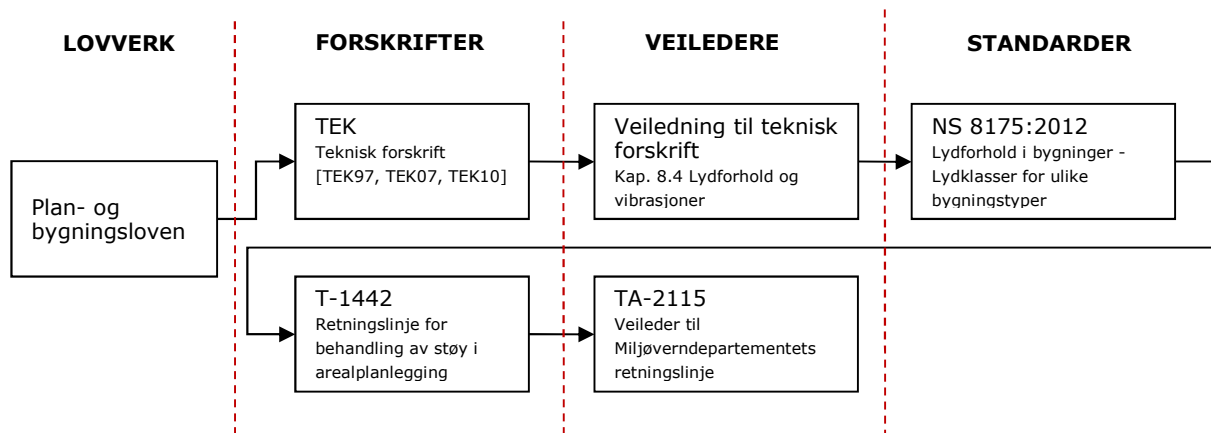 LOVVERK
FORSKRIFTER
VEILEDERE
STANDARDER
Plan- og
bygningsloven
TEK
Teknisk forskrift
[TEK97, TEK07, TEK10]
Veiledning til teknisk
forskrift
Kap. 8.4 Lydforhold og
vibrasjoner
NS 8175:2012
Lydforhold i bygninger -
Lydklasser for ulike
bygningstyper
T-1442
Retningslinje for
behandling av støy i
arealplanlegging
TA-2115
Veileder til
Miljøverndepartementets
retningslinje